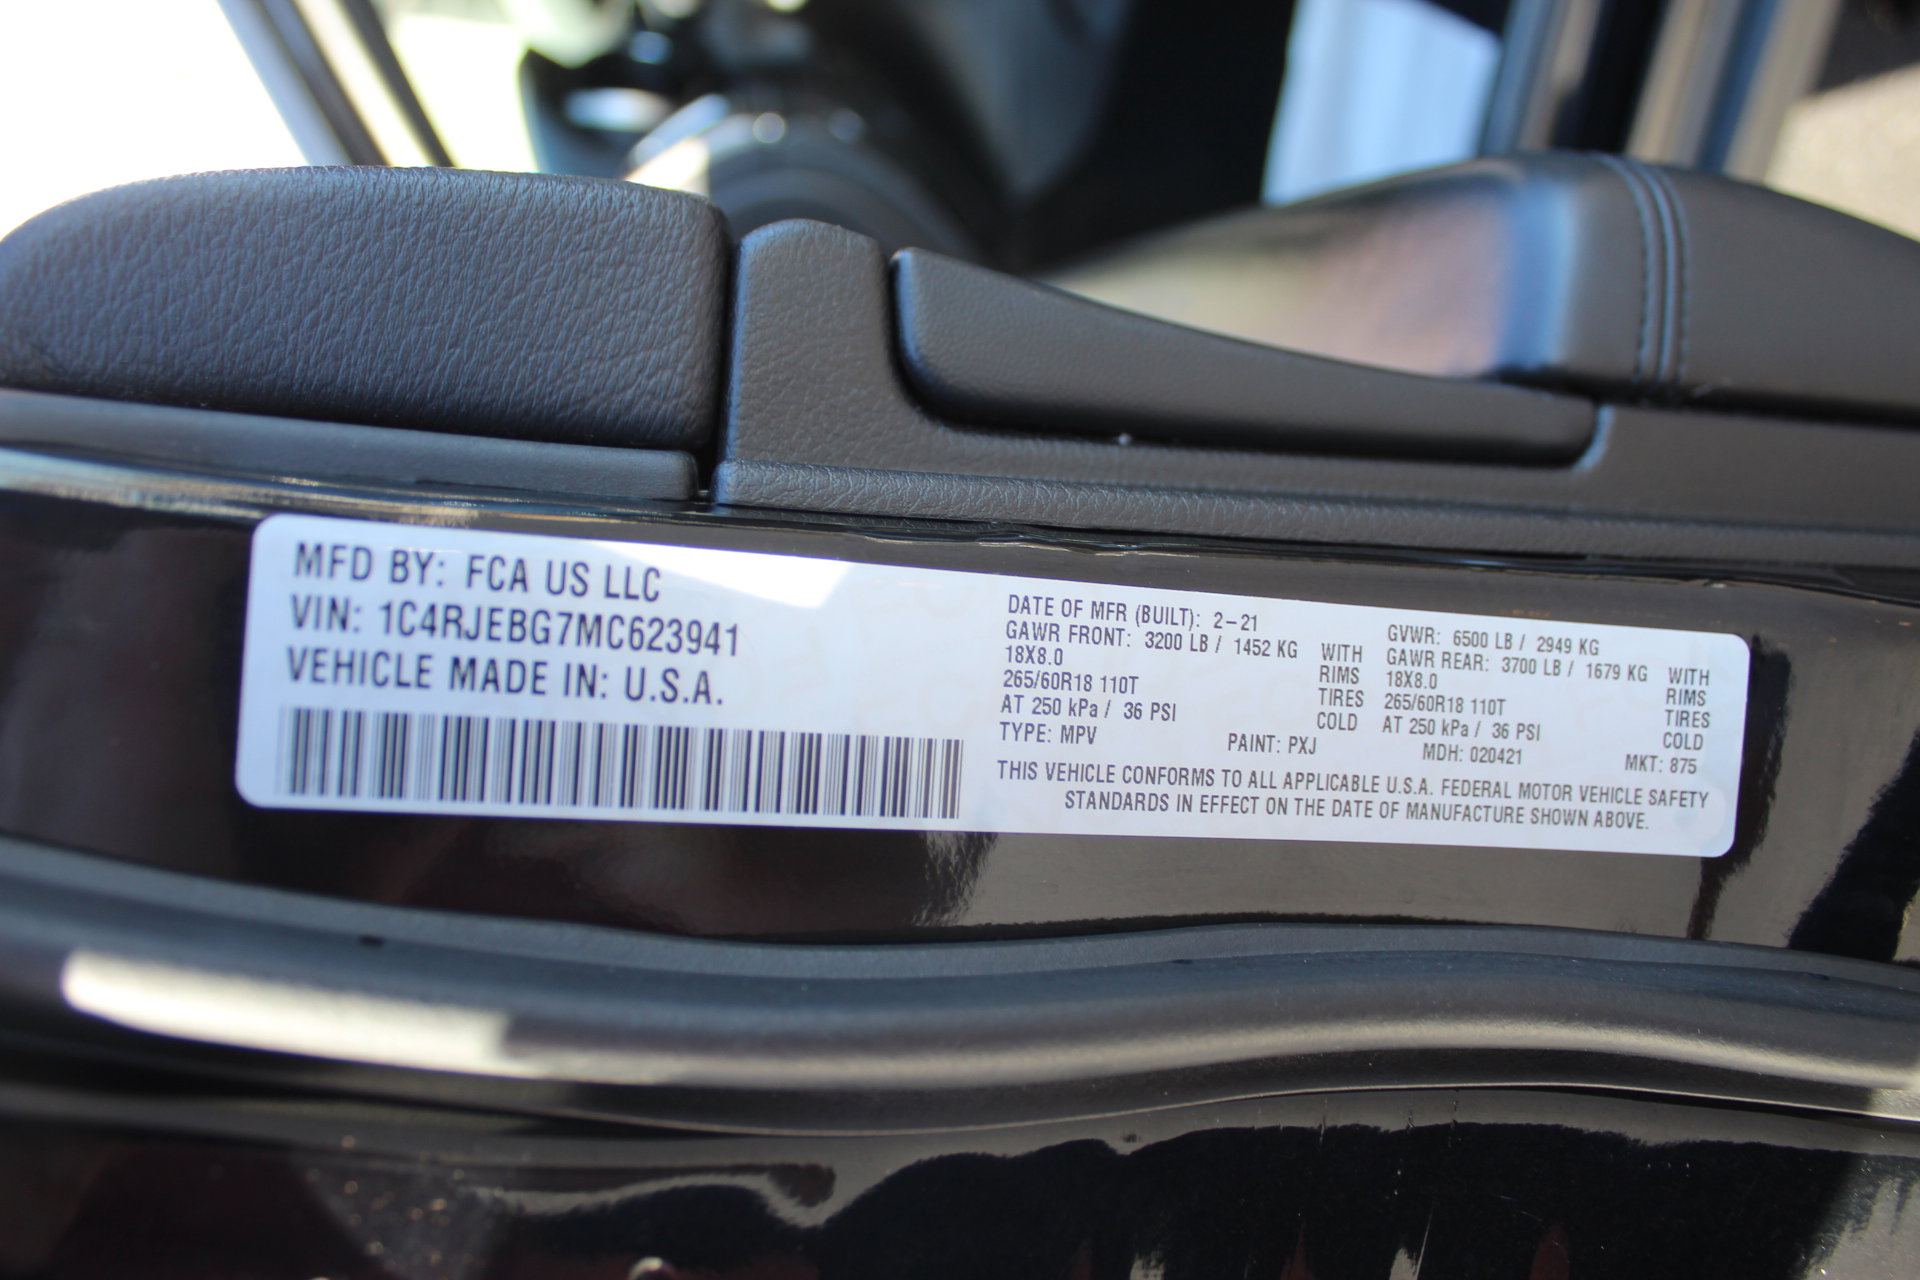 MFD BY: FCA US LLC
VIN: 1C4RJEBG7MC623941
VEHICLE MADE IN: U.S.A.
DATE OF MFR (BUILT): 2-21
GAWR FRONT: 3200 LB / 1452 KG WITH
18X8.0 RIMS
265/60R18 110T TIRES
AT 250 kPa / 36 PSI COLD
TYPE: MPV PAINT: PXJ
GVWR: 6500 LB / 2949 KG
GAWR REAR: 3700 LB / 1679 KG WITH
18X8.0 RIMS
265/60R18 110T TIRES
AT 250 kPa / 36 PSI COLD
MDH: 020421 MKT: 875
THIS VEHICLE CONFORMS TO ALL APPLICABLE U.S.A. FEDERAL MOTOR VEHICLE SAFETY
STANDARDS IN EFFECT ON THE DATE OF MANUFACTURE SHOWN ABOVE.